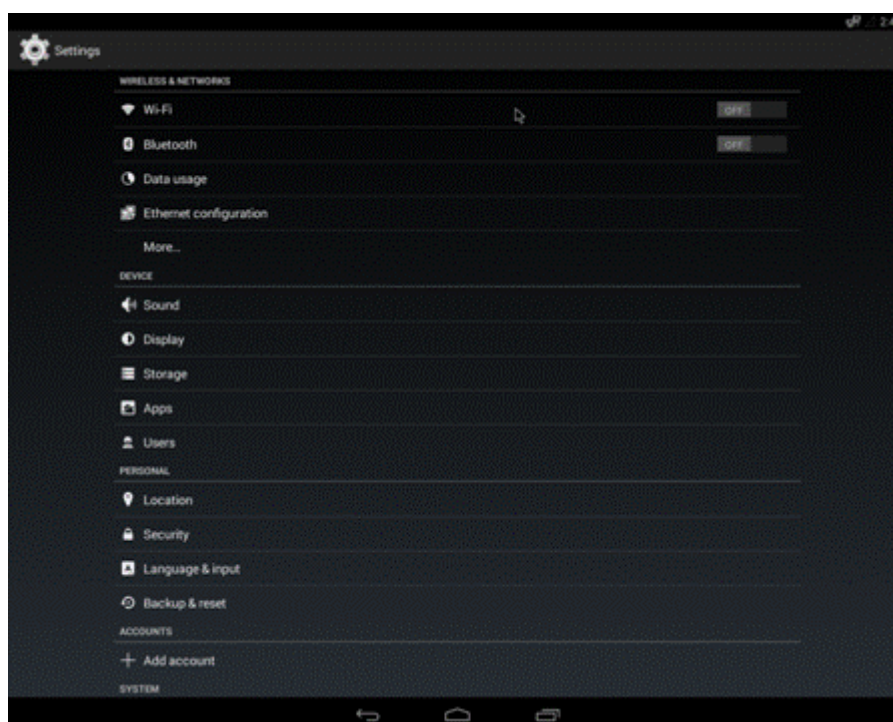 Settings
WIRELESS & NETWORKS
Wi-Fi OFF
Bluetooth OFF
Data usage
Ethernet configuration
More...
DEVICE
Sound
Display
Storage
Apps
Users
PERSONAL
Location
Security
Language & input
Backup & reset
ACCOUNTS
Add account
SYSTEM